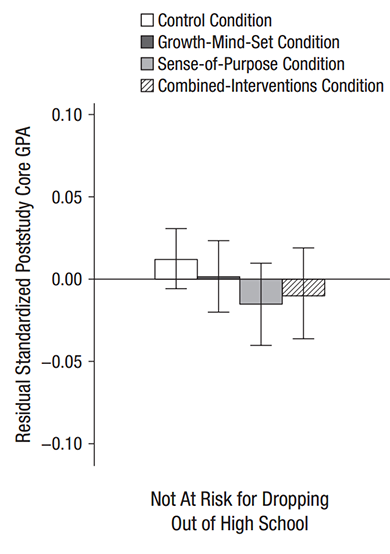 Control Condition
Growth-Mind-Set Condition
Sense-of-Purpose Condition
Combined-Interventions Condition
Residual Standardized Poststudy Core GPA
0.10
0.05
0.00
−0.05
−0.10
Not At Risk for Dropping
Out of High School